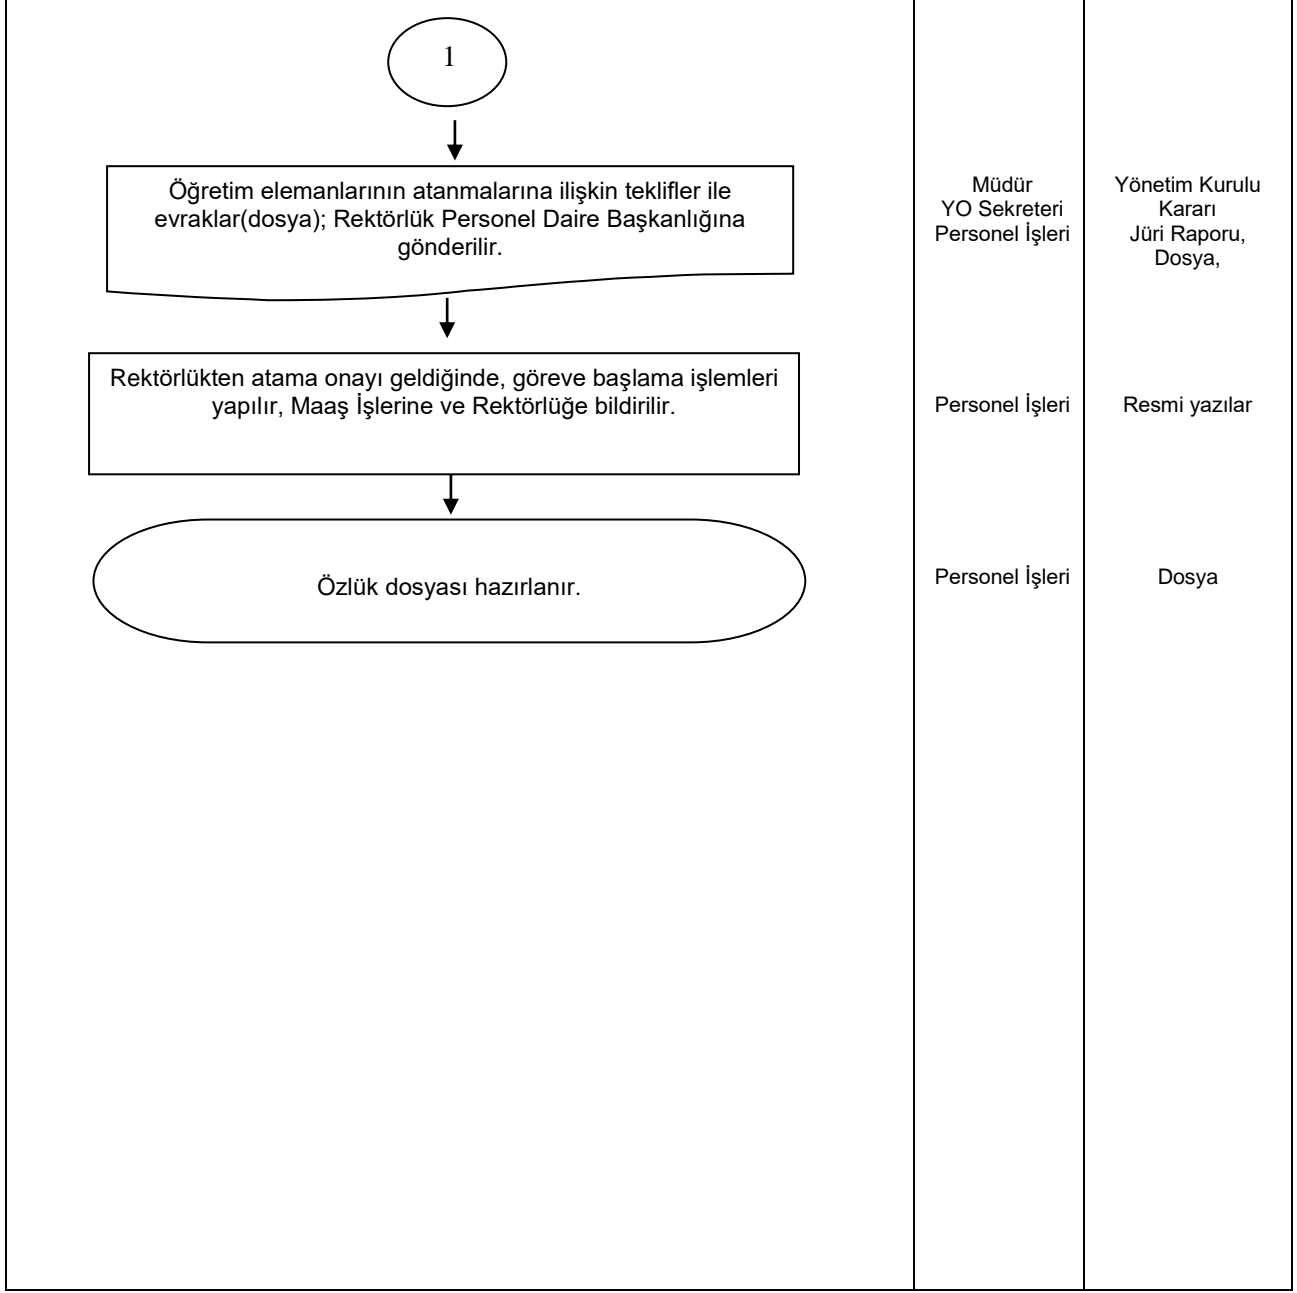 1
Öğretim elemanlarının atanmalarına ilişkin teklifler ile
evraklar(dosya); Rektörlük Personel Daire Başkanlığına
gönderilir.
Müdür
YO Sekreteri
Personel İşleri
Yönetim Kurulu
Kararı
Jüri Raporu,
Dosya,
Rektörlükten atama onayı geldiğinde, göreve başlama işlemleri
yapılır, Maaş İşlerine ve Rektörlüğe bildirilir.
Personel İşleri
Resmi yazılar
Özlük dosyası hazırlanır.
Personel İşleri
Dosya